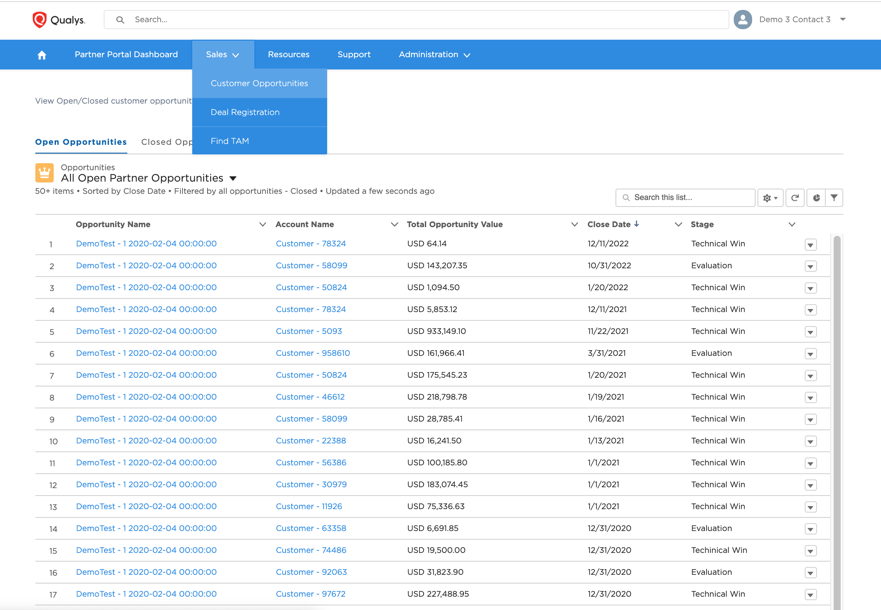 Qualys.
Search...
Demo 3 Contact 3
Partner Portal Dashboard Sales Resources Support Administration
Customer Opportunities
Deal Registration
Find TAM
View Open/Closed customer opportunit
Open Opportunities Closed Opp
Opportunities
All Open Partner Opportunities
50+ items • Sorted by Close Date • Filtered by all opportunities - Closed • Updated a few seconds ago
Search this list...
Opportunity Name Account Name Total Opportunity Value Close Date Stage
1 DemoTest - 1 2020-02-04 00:00:00 Customer - 78324 USD 64.14 12/11/2022 Technical Win
2 DemoTest - 1 2020-02-04 00:00:00 Customer - 58099 USD 143,207.35 10/31/2022 Evaluation
3 DemoTest - 1 2020-02-04 00:00:00 Customer - 50824 USD 1,094.50 1/20/2022 Technical Win
4 DemoTest - 1 2020-02-04 00:00:00 Customer - 78324 USD 5,853.12 12/11/2021 Technical Win
5 DemoTest - 1 2020-02-04 00:00:00 Customer - 5093 USD 933,149.10 11/22/2021 Technical Win
6 DemoTest - 1 2020-02-04 00:00:00 Customer - 958610 USD 161,966.41 3/31/2021 Evaluation
7 DemoTest - 1 2020-02-04 00:00:00 Customer - 50824 USD 175,545.23 1/20/2021 Technical Win
8 DemoTest - 1 2020-02-04 00:00:00 Customer - 46612 USD 218,798.78 1/19/2021 Technical Win
9 DemoTest - 1 2020-02-04 00:00:00 Customer - 58099 USD 28,785.41 1/16/2021 Technical Win
10 DemoTest - 1 2020-02-04 00:00:00 Customer - 22388 USD 16,241.50 1/13/2021 Technical Win
11 DemoTest - 1 2020-02-04 00:00:00 Customer - 56386 USD 100,185.80 1/1/2021 Technical Win
12 DemoTest - 1 2020-02-04 00:00:00 Customer - 30979 USD 183,074.45 1/1/2021 Technical Win
13 DemoTest - 1 2020-02-04 00:00:00 Customer - 11926 USD 75,336.63 1/1/2021 Technical Win
14 DemoTest - 1 2020-02-04 00:00:00 Customer - 63358 USD 6,691.85 12/31/2020 Evaluation
15 DemoTest - 1 2020-02-04 00:00:00 Customer - 74486 USD 19,500.00 12/31/2020 Techinical Win
16 DemoTest - 1 2020-02-04 00:00:00 Customer - 92063 USD 31,823.90 12/31/2020 Evaluation
17 DemoTest - 1 2020-02-04 00:00:00 Customer - 97672 USD 227,488.95 12/31/2020 Technical Win